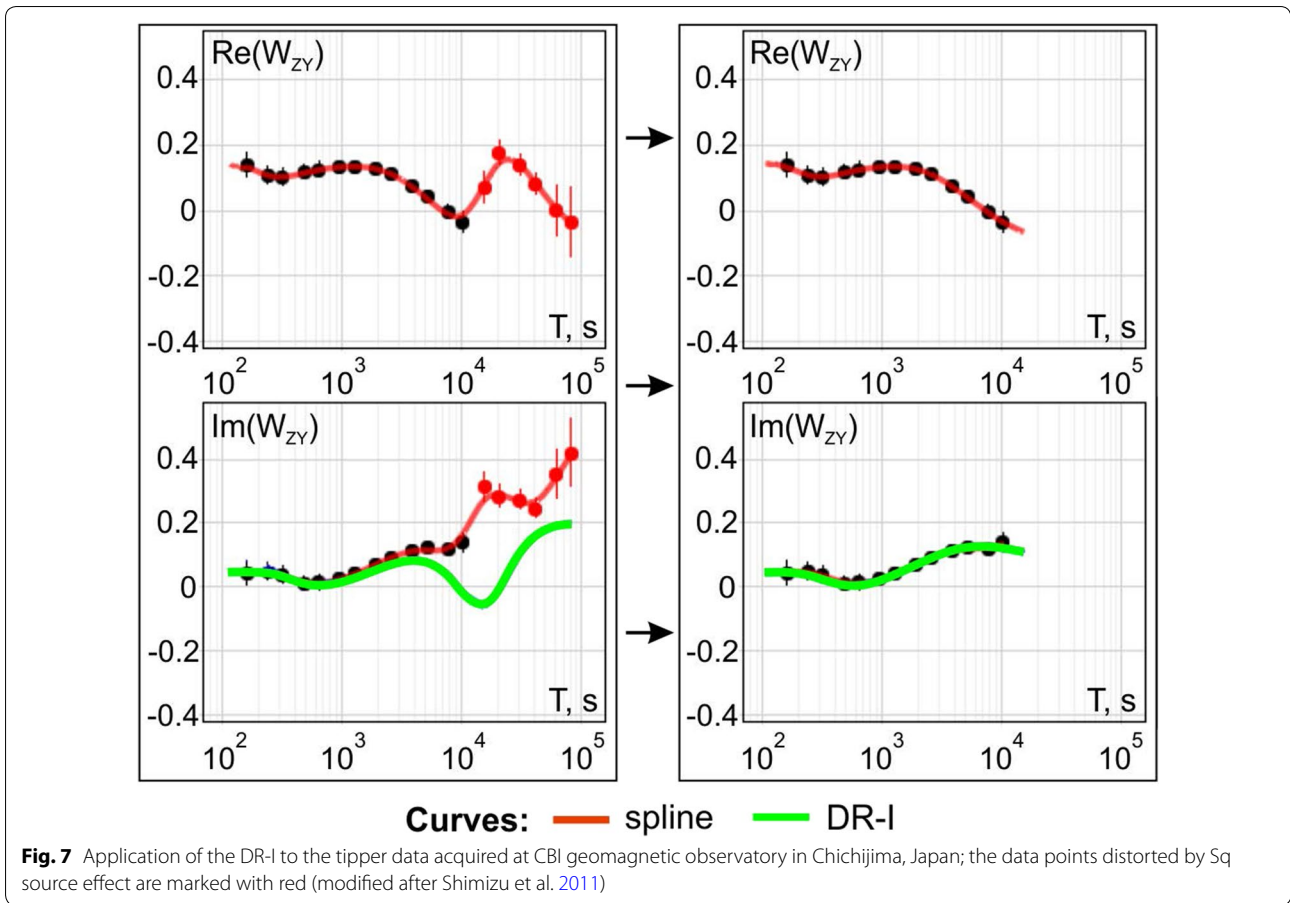 Re(W_ZY)
0.4
0.2
0
-0.2
-0.4
T, s
10^2 10^3 10^4 10^5
Re(W_ZY)
0.4
0.2
0
-0.2
-0.4
T, s
10^2 10^3 10^4 10^5
Im(W_ZY)
0.4
0.2
0
-0.2
-0.4
T, s
10^2 10^3 10^4 10^5
Im(W_ZY)
0.4
0.2
0
-0.2
-0.4
T, s
10^2 10^3 10^4 10^5
Curves: spline DR-I
Fig. 7 Application of the DR-I to the tipper data acquired at CBI geomagnetic observatory in Chichijima, Japan; the data points distorted by Sq
source effect are marked with red (modified after Shimizu et al. 2011)